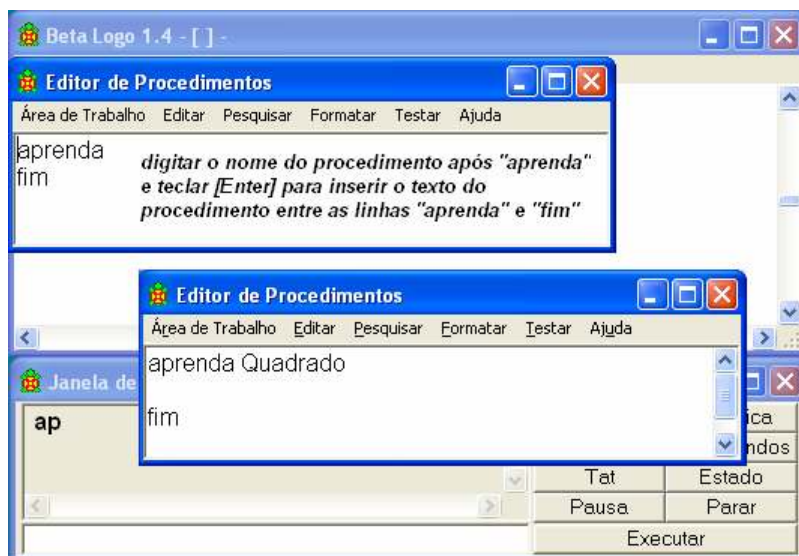 Beta Logo 1.4 - [ ] -
Editor de Procedimentos
Área de Trabalho Editar Pesquisar Formatar Testar Ajuda
aprenda
fim
digitar o nome do procedimento após "aprenda"
e teclar [Enter] para inserir o texto do
procedimento entre as linhas "aprenda" e "fim"
Editor de Procedimentos
Área de Trabalho Editar Pesquisar Formatar Testar Ajuda
aprenda Quadrado
fim
Janela de
ap
ica
ndos
Tat Estado
Pausa Parar
Executar